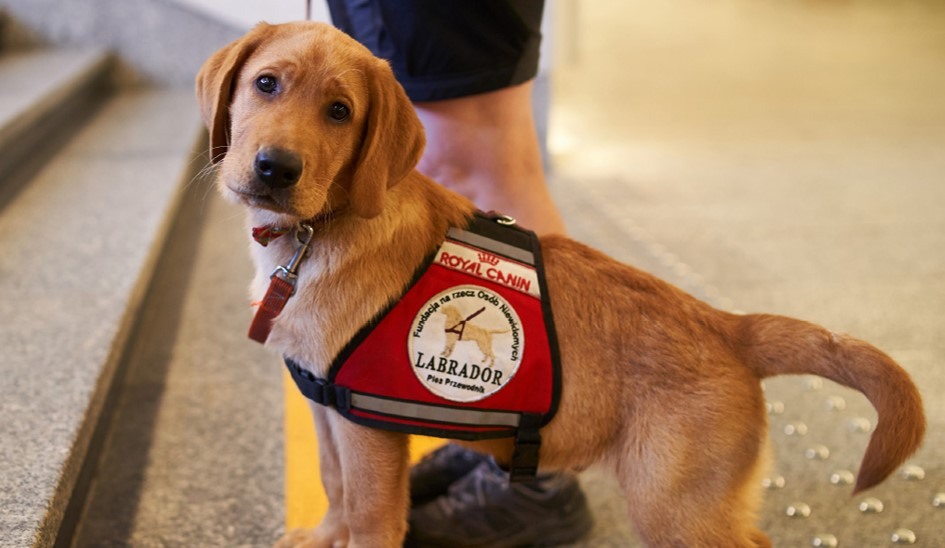 ROYAL CANIN
Fundacja na rzecz Osób Niewidomych
LABRADOR
Pies Przewodnik